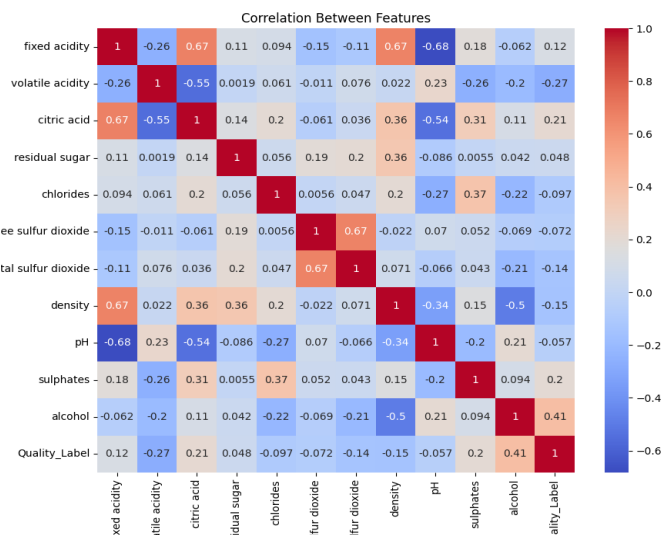 Correlation Between Features
fixed acidity 1 -0.26 0.67 0.11 0.094 -0.15 -0.11 0.67 -0.68 0.18 -0.062 0.12
volatile acidity -0.26 1 -0.55 0.0019 0.061 -0.011 0.076 0.022 0.23 -0.26 -0.2 -0.27
citric acid 0.67 -0.55 1 0.14 0.2 -0.061 0.036 0.36 -0.54 0.31 0.11 0.21
residual sugar 0.11 0.0019 0.14 1 0.056 0.19 0.2 0.36 -0.086 0.0055 0.042 0.048
chlorides 0.094 0.061 0.2 0.056 1 0.0056 0.047 0.2 -0.27 0.37 -0.22 -0.097
ee sulfur dioxide -0.15 -0.011 -0.061 0.19 0.0056 1 0.67 -0.022 0.07 0.052 -0.069 -0.072
tal sulfur dioxide -0.11 0.076 0.036 0.2 0.047 0.67 1 0.071 -0.066 0.043 -0.21 -0.14
density 0.67 0.022 0.36 0.36 0.2 -0.022 0.071 1 -0.34 0.15 -0.5 -0.15
pH -0.68 0.23 -0.54 -0.086 -0.27 0.07 -0.066 -0.34 1 -0.2 0.21 -0.057
sulphates 0.18 -0.26 0.31 0.0055 0.37 0.052 0.043 0.15 -0.2 1 0.094 0.2
alcohol -0.062 -0.2 0.11 0.042 -0.22 -0.069 -0.21 -0.5 0.21 0.094 1 0.41
Quality_Label 0.12 -0.27 0.21 0.048 -0.097 -0.072 -0.14 -0.15 -0.057 0.2 0.41 1
xed acidity
atile acidity
citric acid
idual sugar
chlorides
fur dioxide
lfur dioxide
density
pH
sulphates
alcohol
ality_Label
1.0
0.8
0.6
0.4
0.2
0.0
−0.2
−0.4
−0.6